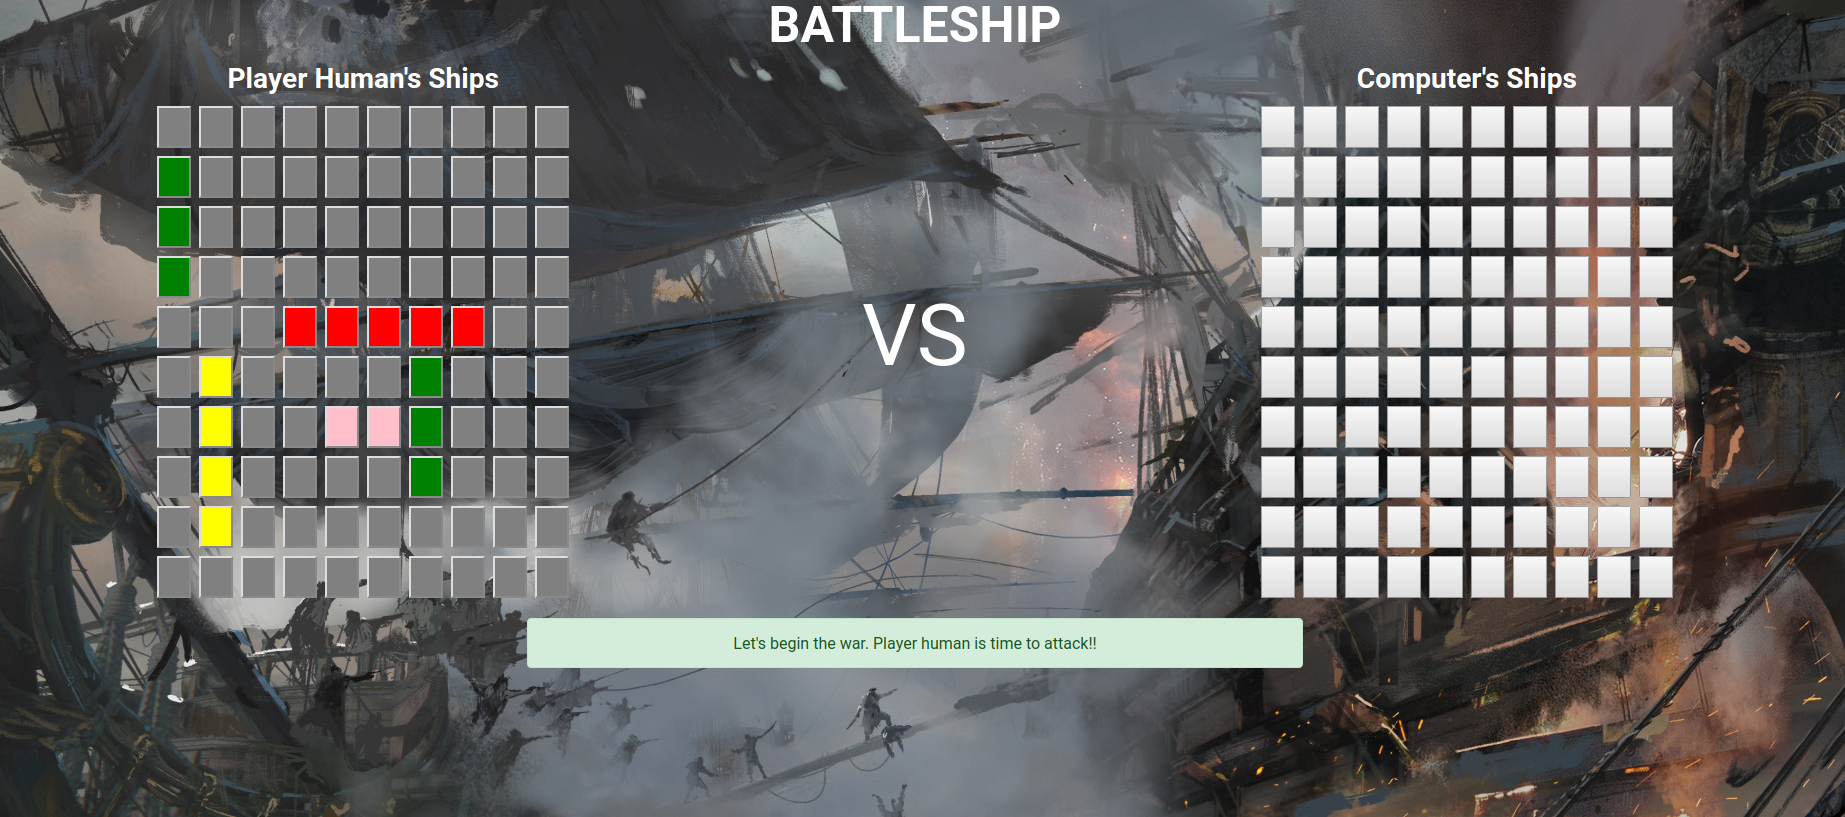 BATTLESHIP
Player Human's Ships
Computer's Ships
VS
Let's begin the war. Player human is time to attack!!